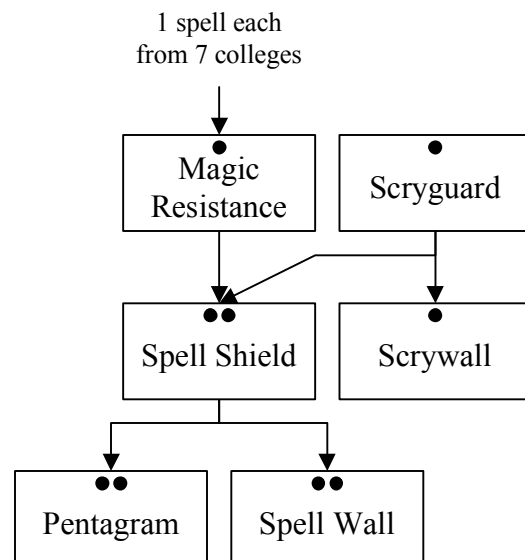 1 spell each
from 7 colleges
Magic
Resistance
Scryguard
Spell Shield
Scrywall
Pentagram
Spell Wall